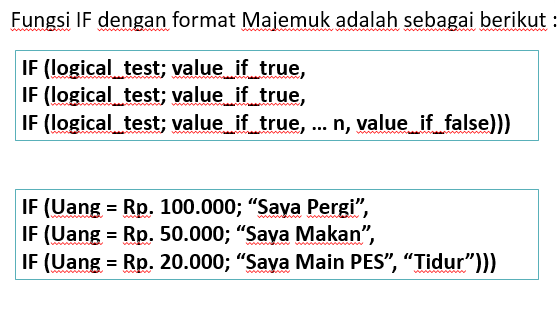 Fungsi IF dengan format Majemuk adalah sebagai berikut :
IF (logical_test; value_if_true,
IF (logical_test; value_if_true,
IF (logical_test; value_if_true, … n, value_if_false)))
IF (Uang = Rp. 100.000; “Saya Pergi”,
IF (Uang = Rp. 50.000; “Saya Makan”,
IF (Uang = Rp. 20.000; “Saya Main PES”, “Tidur”)))